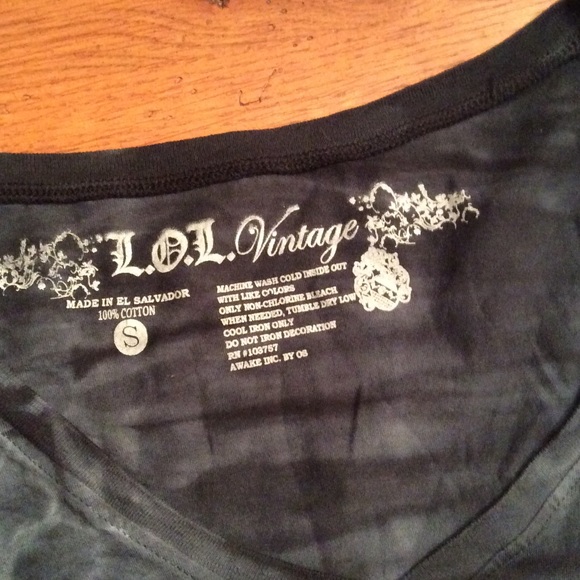 L.O.L. Vintage
MADE IN EL SALVADOR
100% COTTON
S
MACHINE WASH COLD INSIDE OUT
WITH LIKE COLORS
ONLY NON-CHLORINE BLEACH
WHEN NEEDED, TUMBLE DRY LOW
COOL IRON ONLY
DO NOT IRON DECORATION
RN #103757
AWAKE INC. BY OS